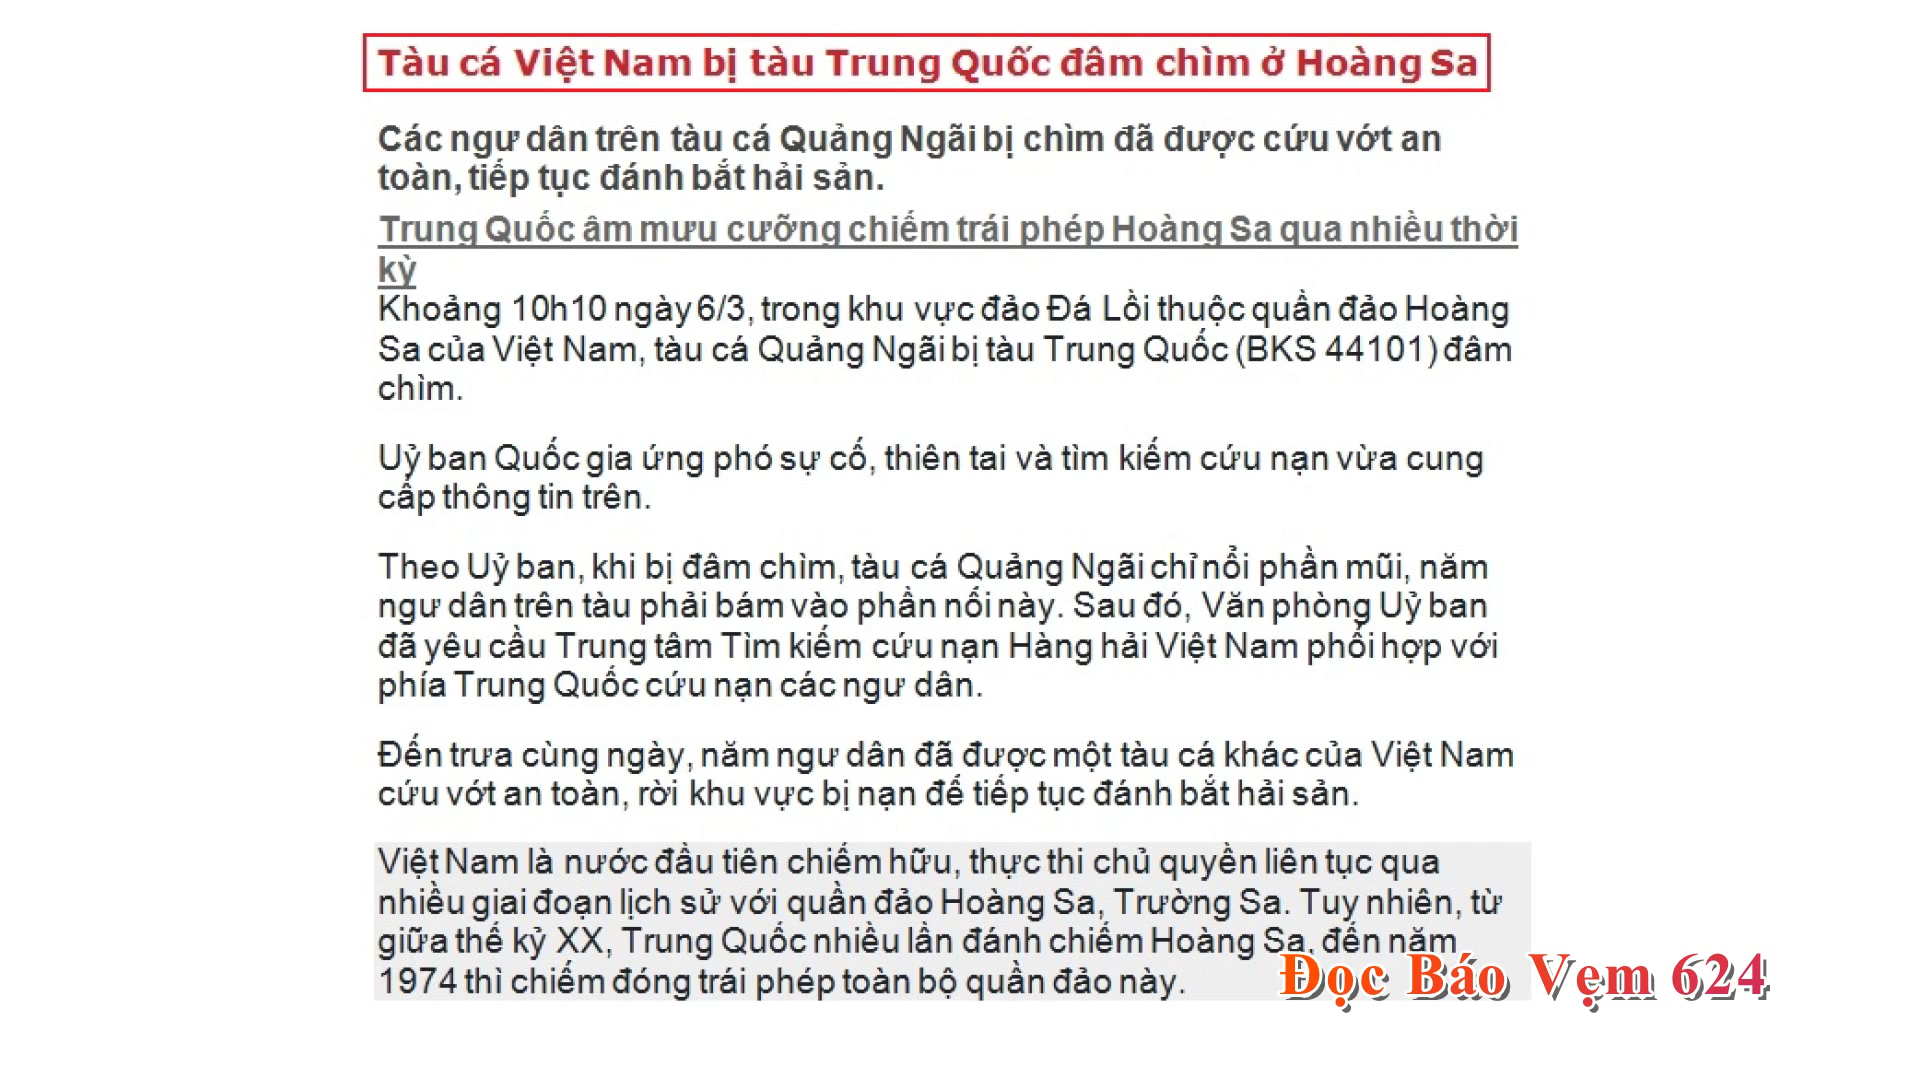 Tàu cá Việt Nam bị tàu Trung Quốc đâm chìm ở Hoàng Sa
Các ngư dân trên tàu cá Quảng Ngãi bị chìm đã được cứu vớt an
toàn, tiếp tục đánh bắt hải sản.
Trung Quốc âm mưu cưỡng chiếm trái phép Hoàng Sa qua nhiều thời
kỳ
Khoảng 10h10 ngày 6/3, trong khu vực đảo Đá Lồi thuộc quần đảo Hoàng
Sa của Việt Nam, tàu cá Quảng Ngãi bị tàu Trung Quốc (BKS 44101) đâm
chìm.
Uỷ ban Quốc gia ứng phó sự cố, thiên tai và tìm kiếm cứu nạn vừa cung
cấp thông tin trên.
Theo Uỷ ban, khi bị đâm chìm, tàu cá Quảng Ngãi chỉ nổi phần mũi, năm
ngư dân trên tàu phải bám vào phần nổi này. Sau đó, Văn phòng Uỷ ban
đã yêu cầu Trung tâm Tìm kiếm cứu nạn Hàng hải Việt Nam phối hợp với
phía Trung Quốc cứu nạn các ngư dân.
Đến trưa cùng ngày, năm ngư dân đã được một tàu cá khác của Việt Nam
cứu vớt an toàn, rời khu vực bị nạn để tiếp tục đánh bắt hải sản.
Việt Nam là nước đầu tiên chiếm hữu, thực thi chủ quyền liên tục qua
nhiều giai đoạn lịch sử với quần đảo Hoàng Sa, Trường Sa. Tuy nhiên, từ
giữa thế kỷ XX, Trung Quốc nhiều lần đánh chiếm Hoàng Sa, đến năm
1974 thì chiếm đóng trái phép toàn bộ quần đảo này.
Đọc Báo Vẹm 624